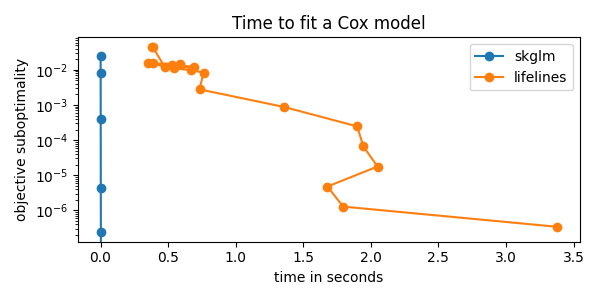 Time to fit a Cox model
skglm
lifelines
objective suboptimality
10⁻²
10⁻³
10⁻⁴
10⁻⁵
10⁻⁶
0.0 0.5 1.0 1.5 2.0 2.5 3.0 3.5
time in seconds